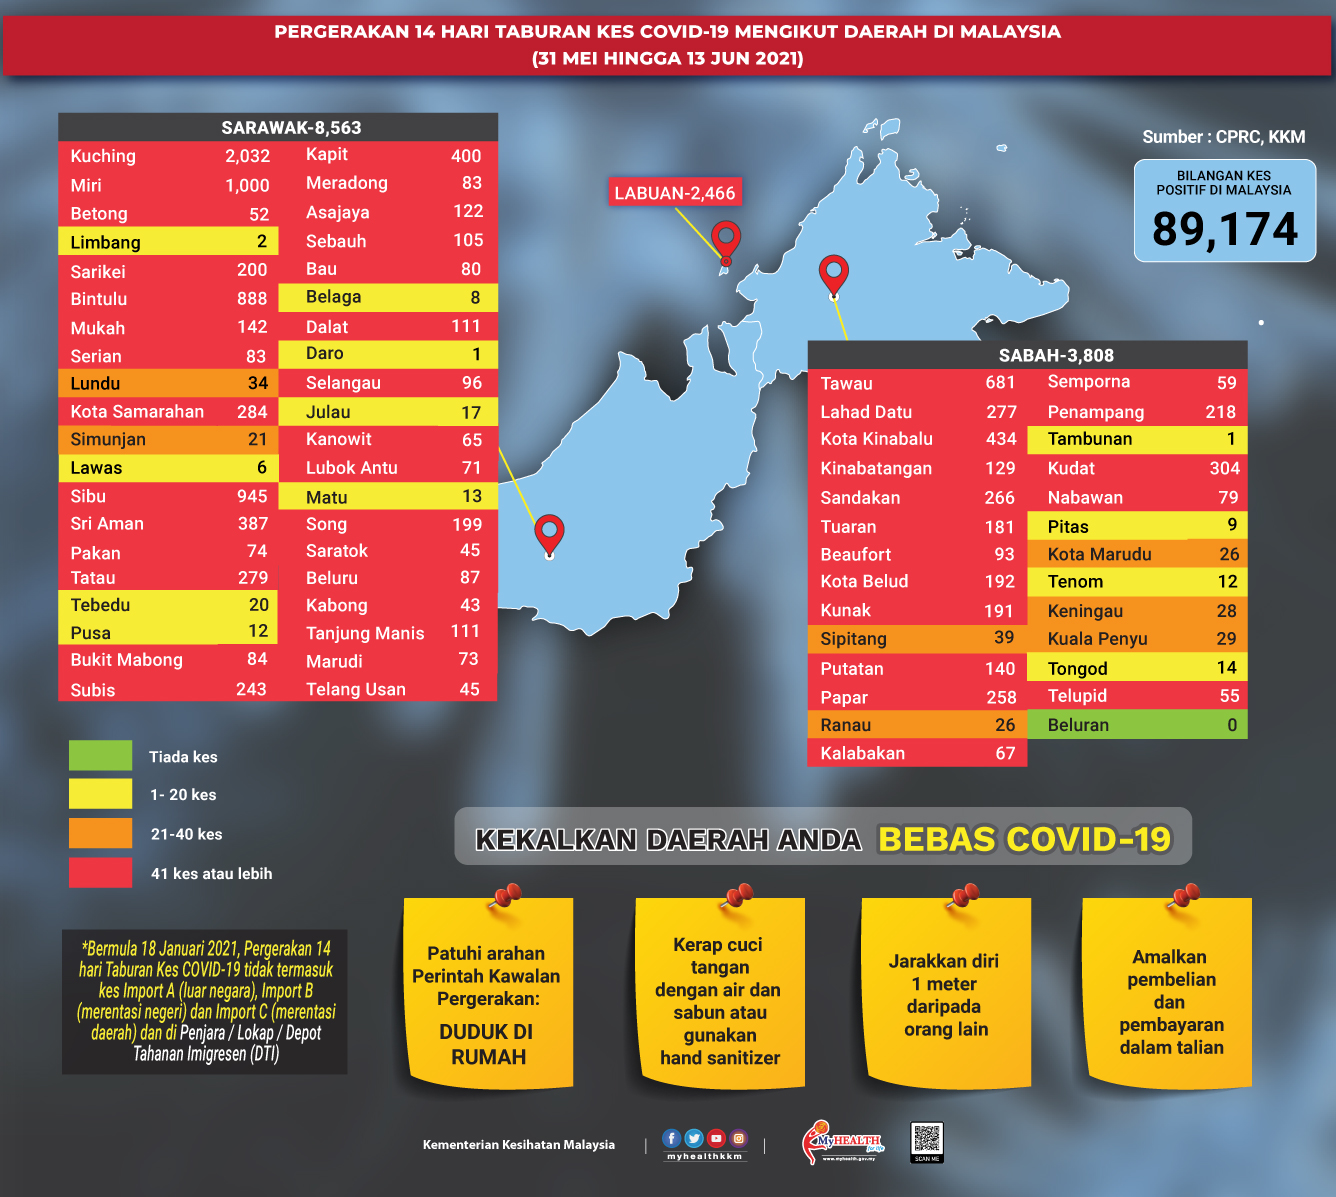 PERGERAKAN 14 HARI TABURAN KES COVID-19 MENGIKUT DAERAH DI MALAYSIA
(31 MEI HINGGA 13 JUN 2021)
SARAWAK-8,563
Kuching 2,032
Miri 1,000
Betong 52
Limbang 2
Sarikei 200
Bintulu 888
Mukah 142
Serian 83
Lundu 34
Kota Samarahan 284
Simunjan 21
Lawas 6
Sibu 945
Sri Aman 387
Pakan 74
Tatau 279
Tebedu 20
Pusa 12
Bukit Mabong 84
Subis 243
Kapit 400
Meradong 83
Asajaya 122
Sebauh 105
Bau 80
Belaga 8
Dalat 111
Daro 1
Selangau 96
Julau 17
Kanowit 65
Lubok Antu 71
Matu 13
Song 199
Saratok 45
Beluru 87
Kabong 43
Tanjung Manis 111
Marudi 73
Telang Usan 45
LABUAN-2,466
Sumber : CPRC, KKM
BILANGAN KES
POSITIF DI MALAYSIA
89,174
SABAH-3,808
Tawau 681
Lahad Datu 277
Kota Kinabalu 434
Kinabatangan 129
Sandakan 266
Tuaran 181
Beaufort 93
Kota Belud 192
Kunak 191
Sipitang 39
Putatan 140
Papar 258
Ranau 26
Kalabakan 67
Semporna 59
Penampang 218
Tambunan 1
Kudat 304
Nabawan 79
Pitas 9
Kota Marudu 26
Tenom 12
Keningau 28
Kuala Penyu 29
Tongod 14
Telupid 55
Beluran 0
Tiada kes
1- 20 kes
21-40 kes
41 kes atau lebih
*Bermula 18 Januari 2021, Pergerakan 14
hari Taburan Kes COVID-19 tidak termasuk
kes Import A (luar negara), Import B
(merentasi negeri) dan Import C (merentasi
daerah) dan di Penjara / Lokap / Depot
Tahanan Imigresen (DTI)
KEKALKAN DAERAH ANDA BEBAS COVID-19
Patuhi arahan
Perintah Kawalan
Pergerakan:
DUDUK DI
RUMAH
Kerap cuci
tangan
dengan air dan
sabun atau
gunakan
hand sanitizer
Jarakkan diri
1 meter
daripada
orang lain
Amalkan
pembelian
dan
pembayaran
dalam talian
Kementerian Kesihatan Malaysia
myhealthkkm
MyHEALTH
for life
www.myhealth.gov.my
SCAN ME